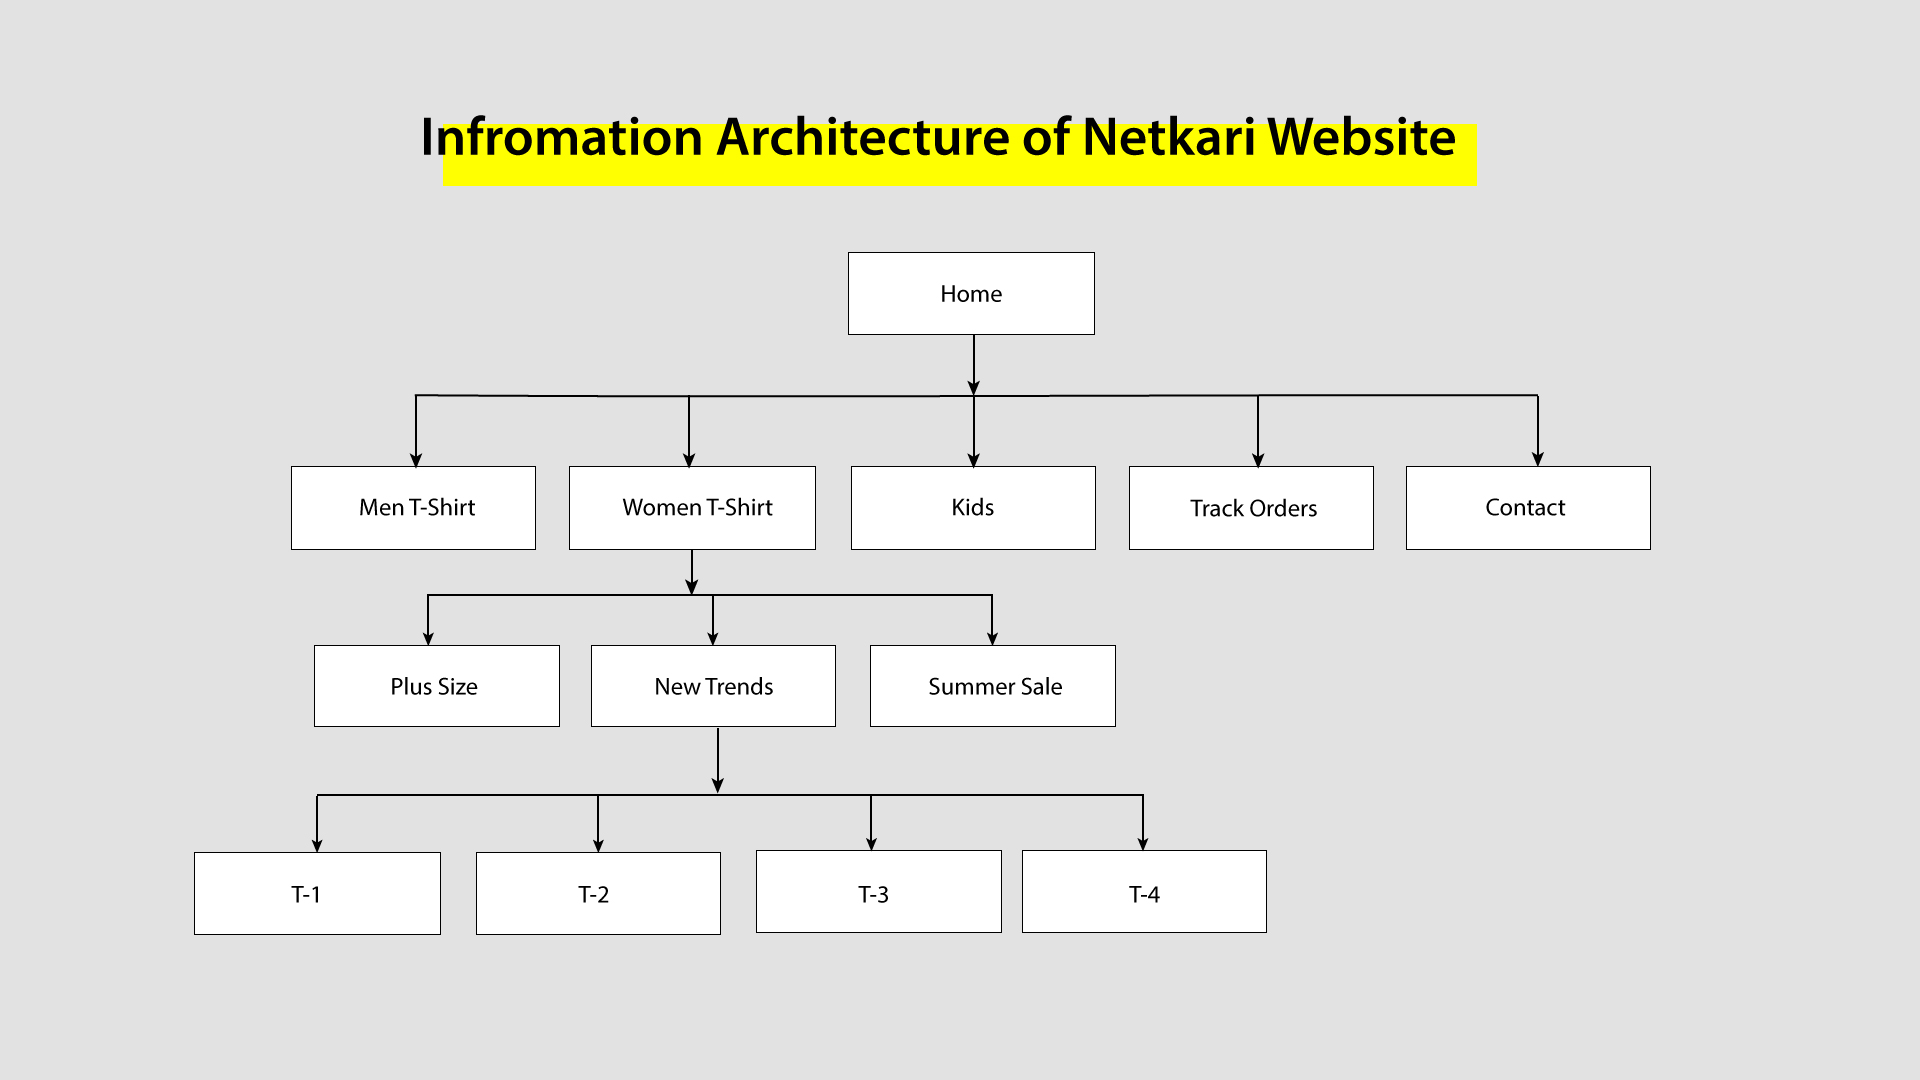 Infromation Architecture of Netkari Website
Home
Men T-Shirt
Women T-Shirt
Kids
Track Orders
Contact
Plus Size
New Trends
Summer Sale
T-1
T-2
T-3
T-4